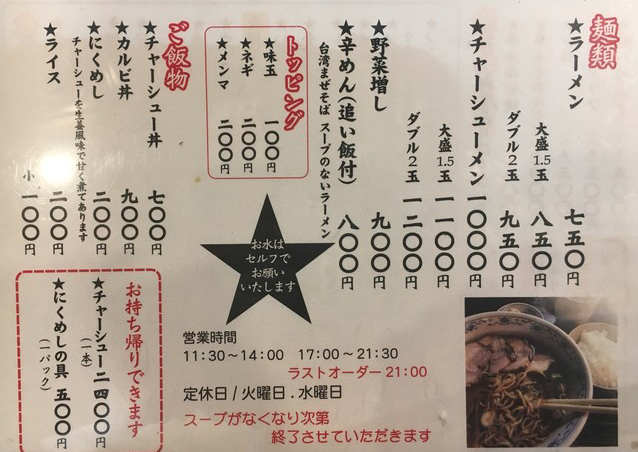 麺類
★ラーメン 七五〇円
大盛1.5玉 八五〇円
ダブル2玉 九五〇円
★チャーシューメン 一〇〇〇円
大盛1.5玉 一一〇〇円
ダブル2玉 一二〇〇円
★野菜増し 九〇〇円
★辛めん(追い飯付) 八〇〇円
台湾まぜそば スープのないラーメン
トッピング
★味玉 一〇〇円
★ネギ 二〇〇円
★メンマ 二〇〇円
ご飯物
★チャーシュー丼 七〇〇円
★カルビ丼 九〇〇円
★にくめし 二〇〇円
チャーシューを生姜風味で甘く煮てあります
★ライス 二〇〇円
小 一〇〇円
お水は
セルフで
お願い
いたします
お持ち帰りできます
★チャーシュー 二四〇〇円
(一本)
★にくめしの具 五〇〇円
(一パック)
営業時間
11:30～14:00 17:00～21:30
ラストオーダー 21:00
定休日/火曜日.水曜日
スープがなくなり次第
終了させていただきます